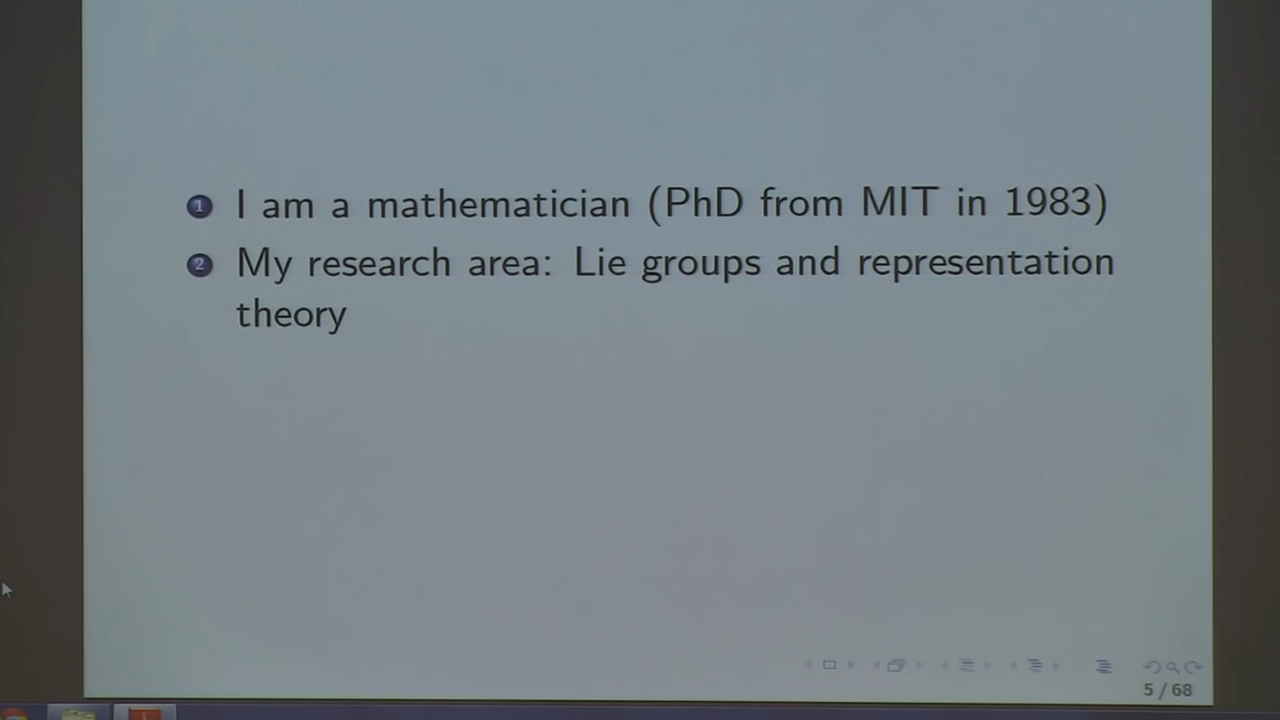 1 I am a mathematician (PhD from MIT in 1983)
2 My research area: Lie groups and representation
theory
5 / 68